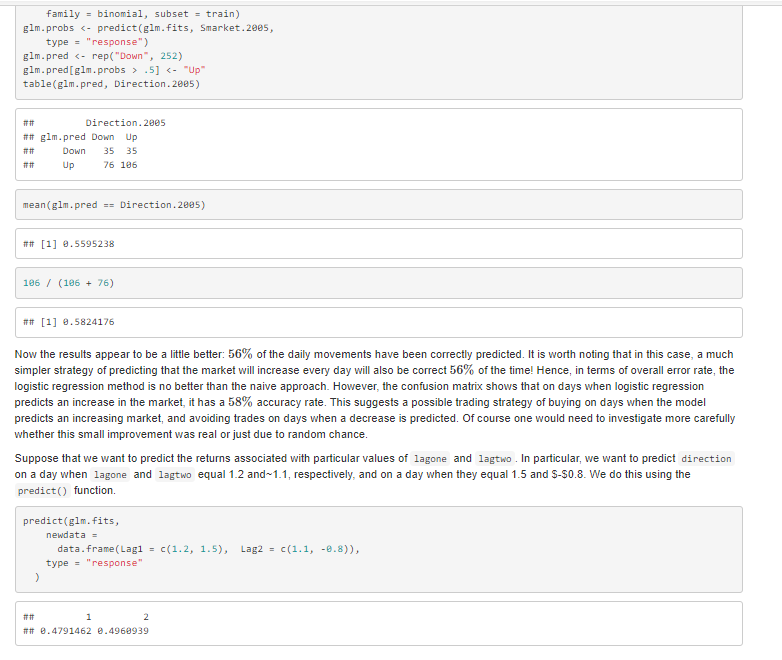 family = binomial, subset = train)
glm.probs <- predict(glm.fits, Smarket.2005,
type = "response")
glm.pred <- rep("Down", 252)
glm.pred[glm.probs > .5] <- "Up"
table(glm.pred, Direction.2005)
## Direction.2005
## glm.pred Down Up
## Down 35 35
## Up 76 106
mean(glm.pred == Direction.2005)
## [1] 0.5595238
106 / (106 + 76)
## [1] 0.5824176
Now the results appear to be a little better: 56% of the daily movements have been correctly predicted. It is worth noting that in this case, a much
simpler strategy of predicting that the market will increase every day will also be correct 56% of the time! Hence, in terms of overall error rate, the
logistic regression method is no better than the naive approach. However, the confusion matrix shows that on days when logistic regression
predicts an increase in the market, it has a 58% accuracy rate. This suggests a possible trading strategy of buying on days when the model
predicts an increasing market, and avoiding trades on days when a decrease is predicted. Of course one would need to investigate more carefully
whether this small improvement was real or just due to random chance.
Suppose that we want to predict the returns associated with particular values of lagone and lagtwo. In particular, we want to predict direction
on a day when lagone and lagtwo equal 1.2 and~1.1, respectively, and on a day when they equal 1.5 and $-$0.8. We do this using the
predict() function.
predict(glm.fits,
newdata =
data.frame(Lag1 = c(1.2, 1.5), Lag2 = c(1.1, -0.8)),
type = "response"
)
## 1 2
## 0.4791462 0.4960939